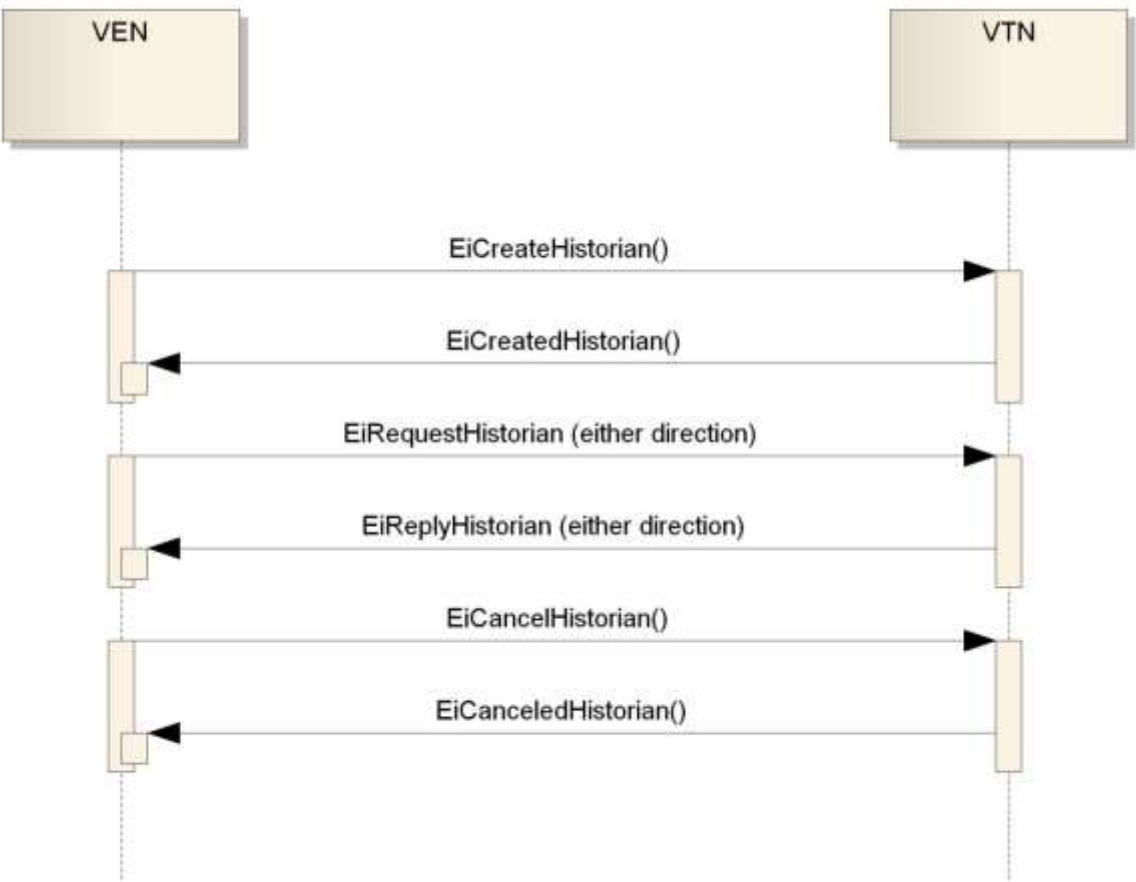 VEN
VTN
EiCreateHistorian()
EiCreatedHistorian()
EiRequestHistorian (either direction)
EiReplyHistorian (either direction)
EiCancelHistorian()
EiCanceledHistorian()